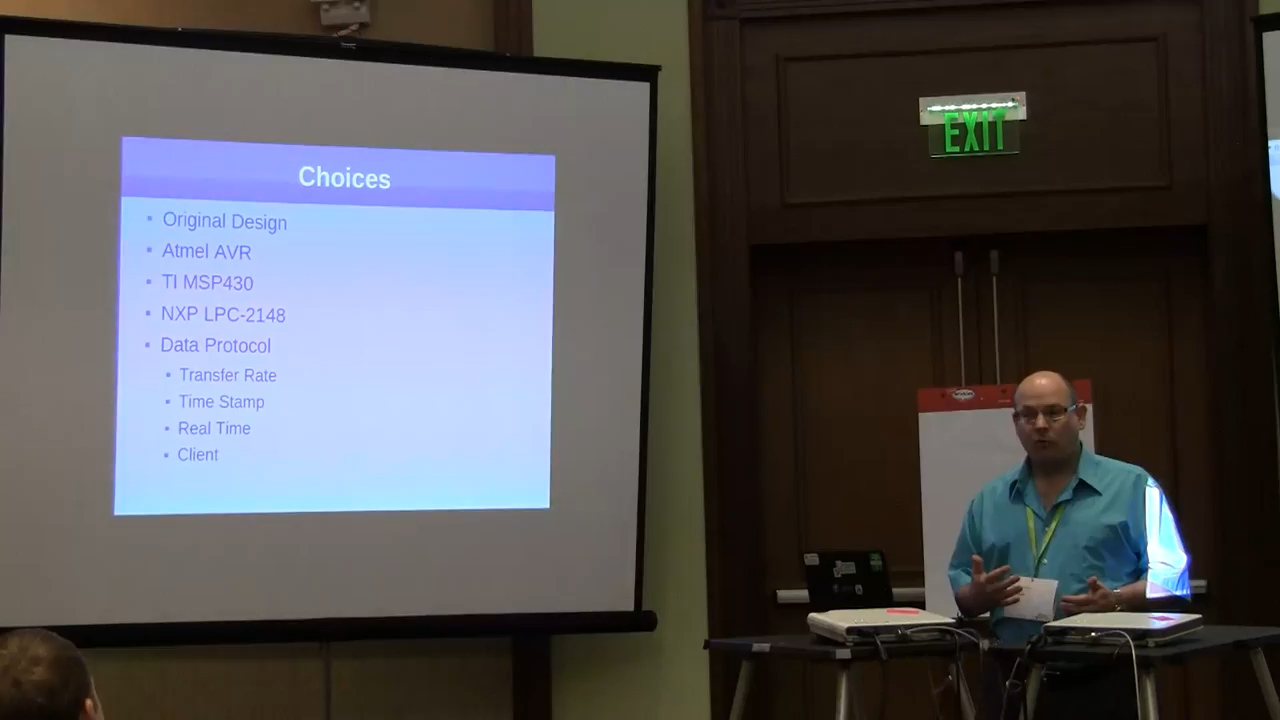 Choices
Original Design
Atmel AVR
TI MSP430
NXP LPC-2148
Data Protocol
Transfer Rate
Time Stamp
Real Time
Client
EXIT